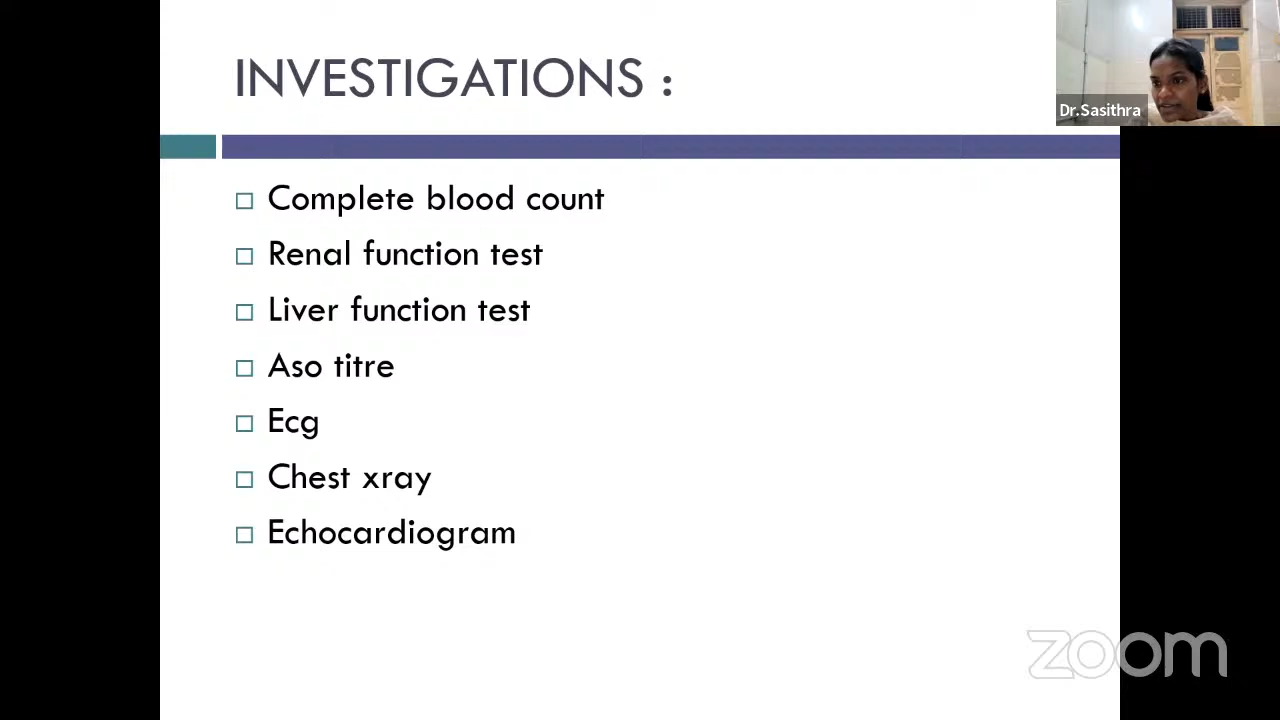 INVESTIGATIONS :
Dr.Sasithra
Complete blood count
Renal function test
Liver function test
Aso titre
Ecg
Chest xray
Echocardiogram
zoom